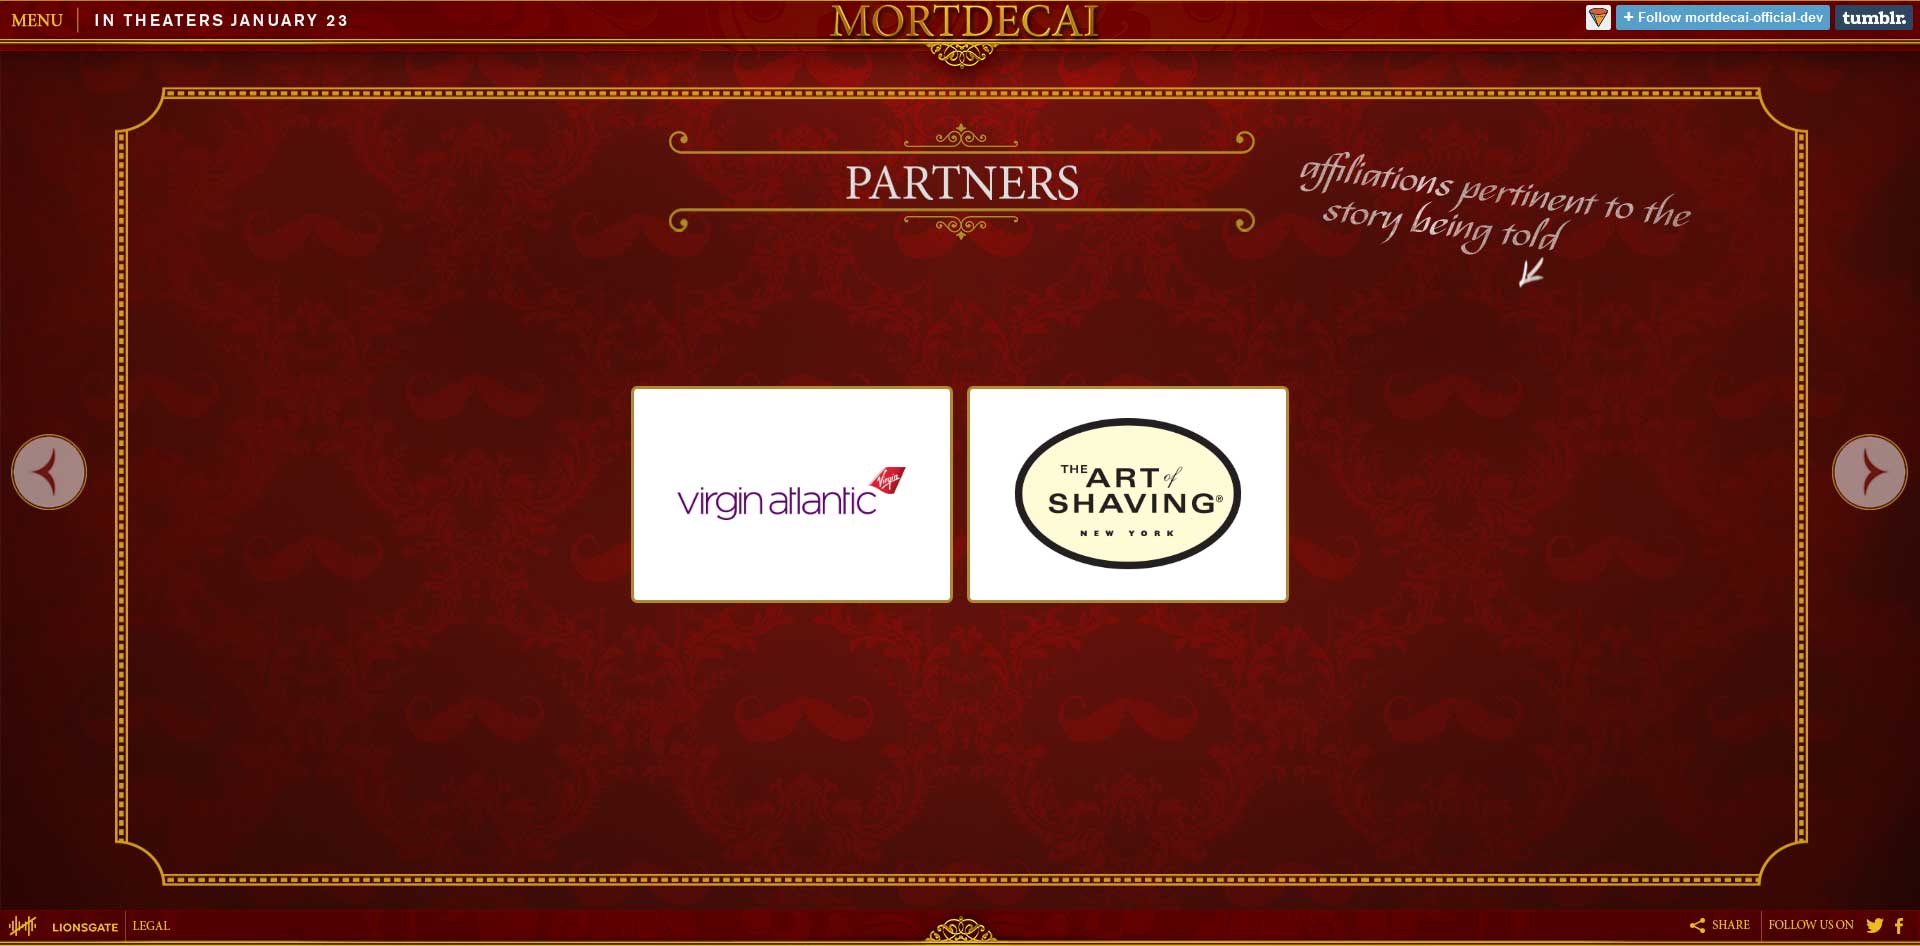 MENU
IN THEATERS JANUARY 23
MORTDECAI
+ Follow mortdecai-official-dev
tumblr.
PARTNERS
affiliations pertinent to the
story being told
virgin atlantic
Virgin
THE ART of
SHAVING®
NEW YORK
LIONSGATE
LEGAL
SHARE
FOLLOW US ON